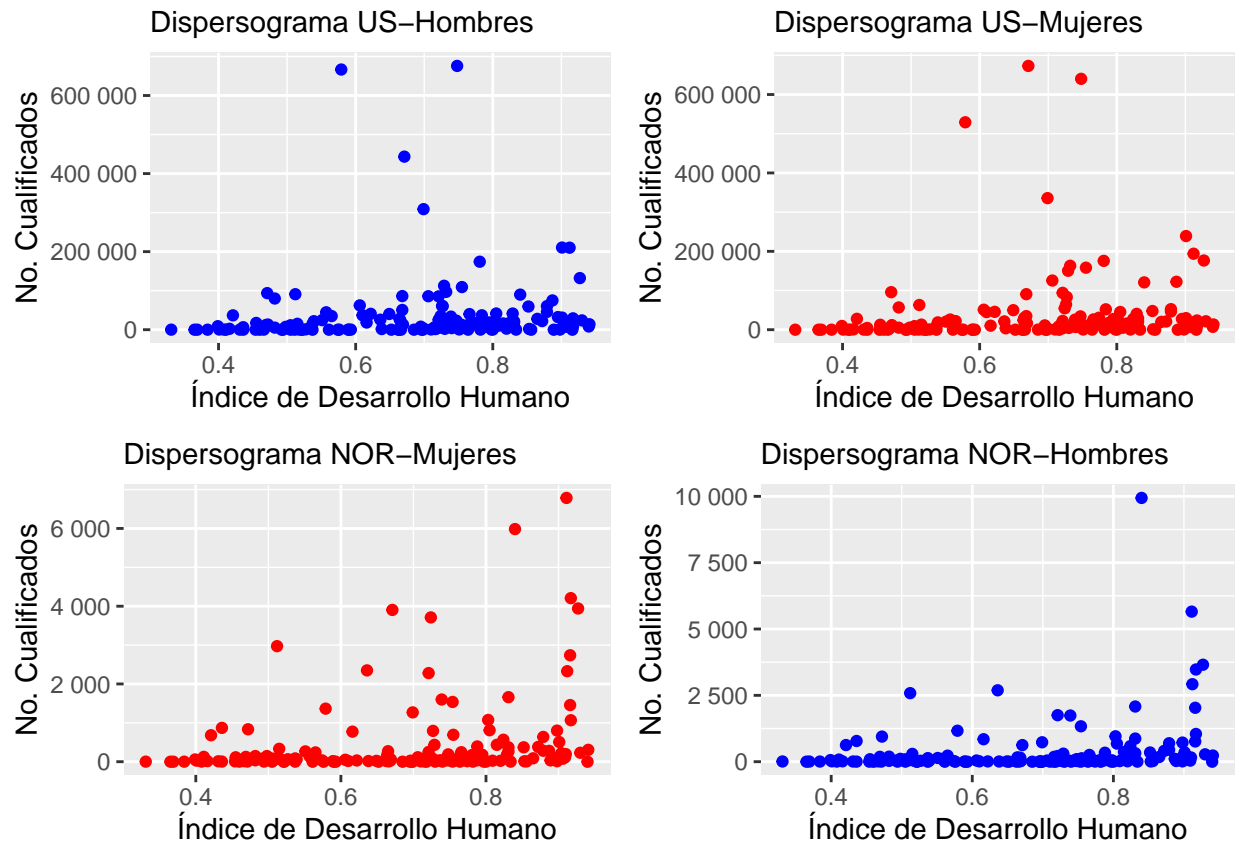 Dispersograma US−Hombres
No. Cualificados
600 000
400 000
200 000
0
0.4 0.6 0.8
Índice de Desarrollo Humano
Dispersograma US−Mujeres
No. Cualificados
600 000
400 000
200 000
0
0.4 0.6 0.8
Índice de Desarrollo Humano
Dispersograma NOR−Mujeres
No. Cualificados
6 000
4 000
2 000
0
0.4 0.6 0.8
Índice de Desarrollo Humano
Dispersograma NOR−Hombres
No. Cualificados
10 000
7 500
5 000
2 500
0
0.4 0.6 0.8
Índice de Desarrollo Humano